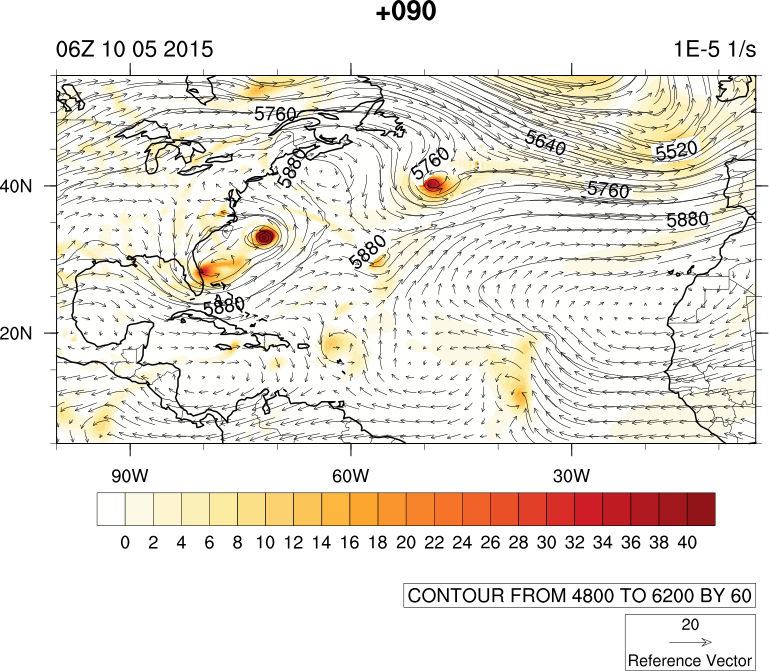 +090
06Z 10 05 2015 1E-5 1/s
5760
5640
5520
5880
5760
40N
5760
5880
5880
5880
20N
90W 60W 30W
0 2 4 6 8 10 12 14 16 18 20 22 24 26 28 30 32 34 36 38 40
CONTOUR FROM 4800 TO 6200 BY 60
20
Reference Vector